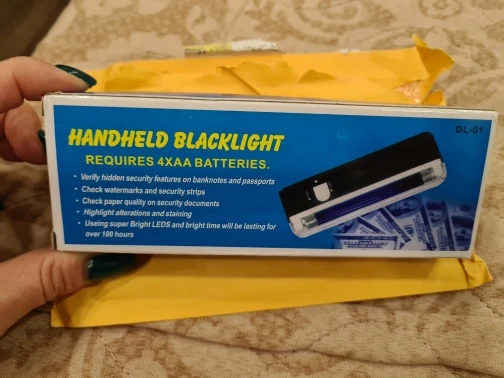 DL-01
HANDHELD BLACKLIGHT
REQUIRES 4XAA BATTERIES.
• Verify hidden security features on banknotes and passports
• Check watermarks and security strips
• Check paper quality on security documents
• Highlight alterations and staining
• Useing super Bright LEDS and bright time will be lasting for
over 100 hours